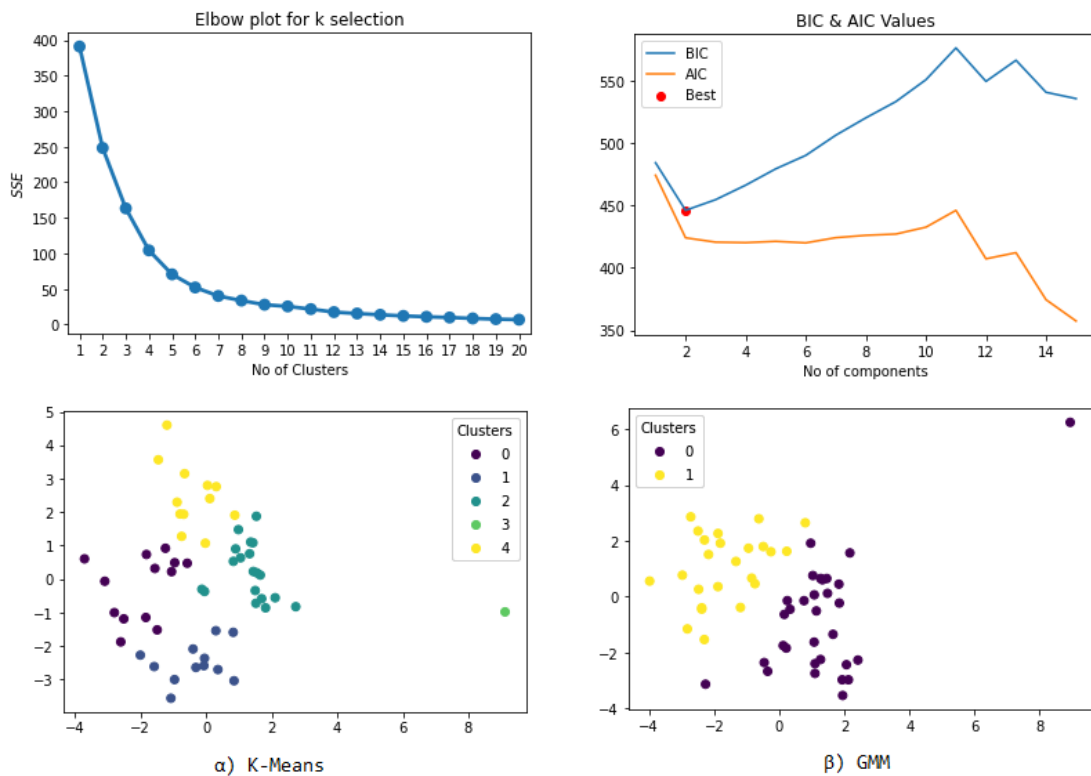 Elbow plot for k selection
400
350
300
250
200
150
100
50
0
SSE
1 2 3 4 5 6 7 8 9 10 11 12 13 14 15 16 17 18 19 20
No of Clusters
BIC & AIC Values
BIC
AIC
Best
550
500
450
400
350
2 4 6 8 10 12 14
No of components
5
4
3
2
1
0
−1
−2
−3
Clusters
0
1
2
3
4
−4 −2 0 2 4 6 8
α) K-Means
6
4
2
0
−2
−4
Clusters
0
1
−4 −2 0 2 4 6 8
β) GMM